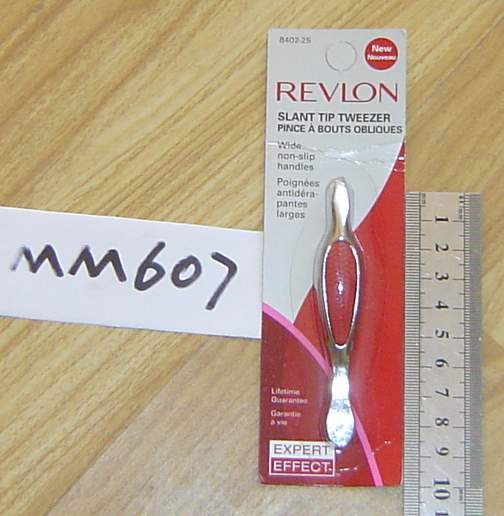 8402-25
New
Nouveau
REVLON
SLANT TIP TWEEZER
PINCE À BOUTS OBLIQUES
Wide
non-slip
handles
Poignées
antidéra-
pantes
larges
MM607
Lifetime
Guarantee
Garantie
à vie
EXPERT
EFFECT
1
2
3
4
5
6
7
8
9
10